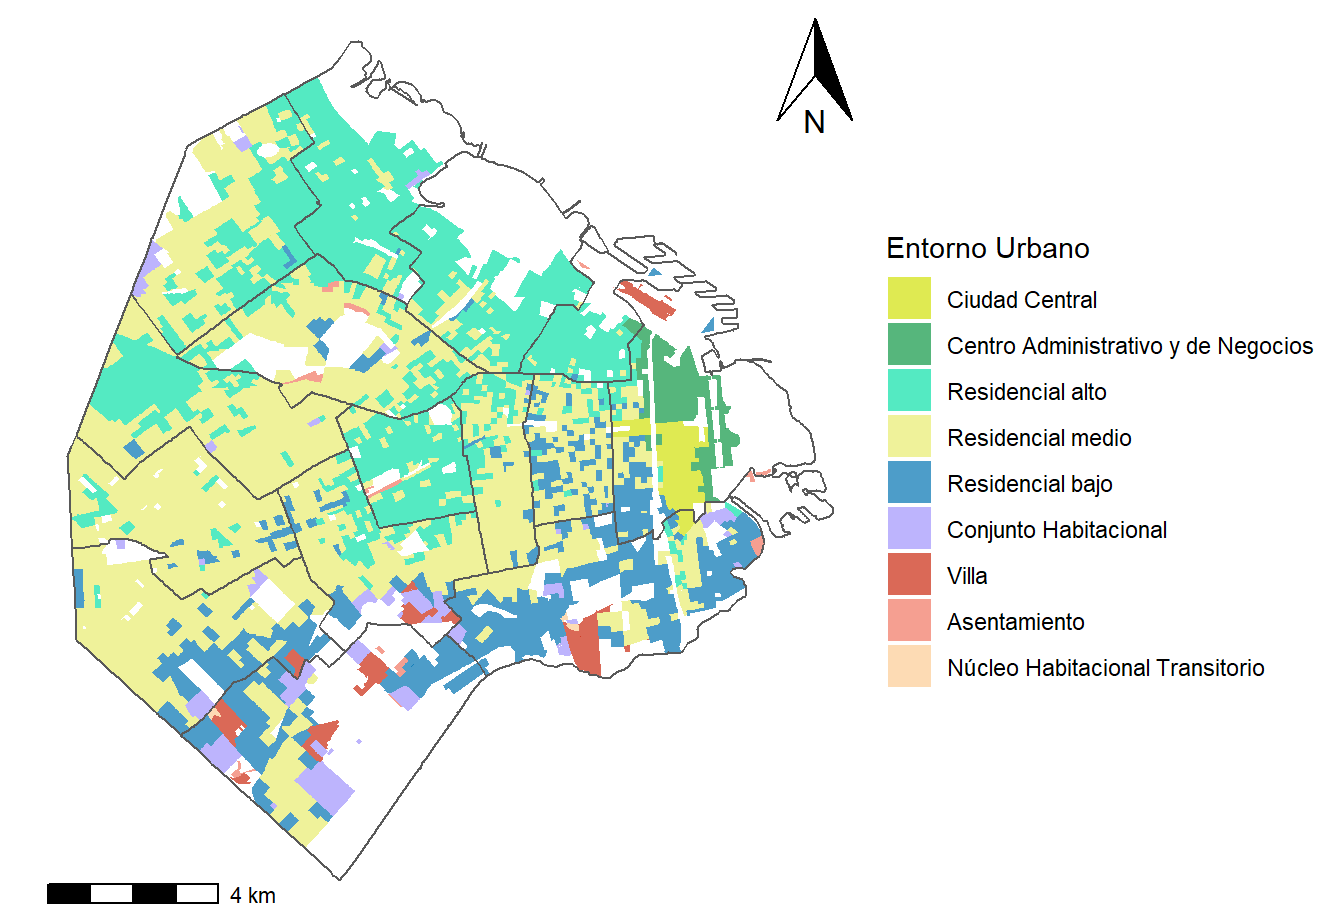 N
Entorno Urbano
Ciudad Central
Centro Administrativo y de Negocios
Residencial alto
Residencial medio
Residencial bajo
Conjunto Habitacional
Villa
Asentamiento
Núcleo Habitacional Transitorio
4 km